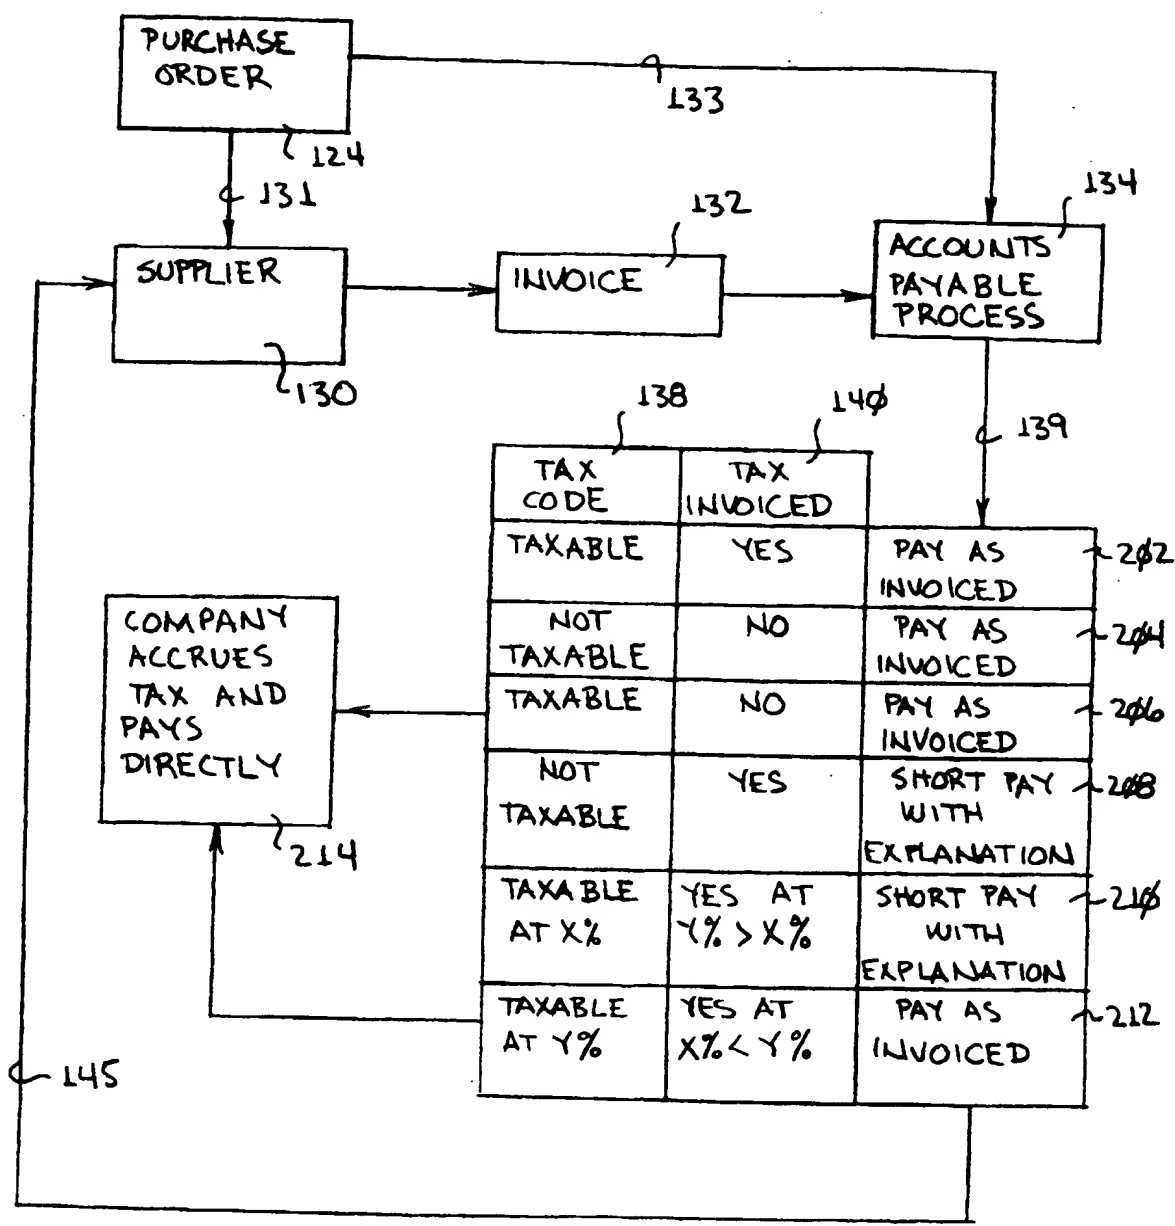 PURCHASE
ORDER
124
133
131
134
132
SUPPLIER
130
INVOICE
ACCOUNTS
PAYABLE
PROCESS
138
140
139
TAX
CODE
TAX
INVOICED
TAXABLE
YES
PAY AS
INVOICED
202
NOT
TAXABLE
NO
PAY AS
INVOICED
204
TAXABLE
NO
PAY AS
INVOICED
206
NOT
TAXABLE
YES
SHORT PAY
WITH
EXPLANATION
208
TAXABLE
AT X%
YES AT
Y% > X%
SHORT PAY
WITH
EXPLANATION
210
TAXABLE
AT Y%
YES AT
X% < Y%
PAY AS
INVOICED
212
COMPANY
ACCRUES
TAX AND
PAYS
DIRECTLY
214
145